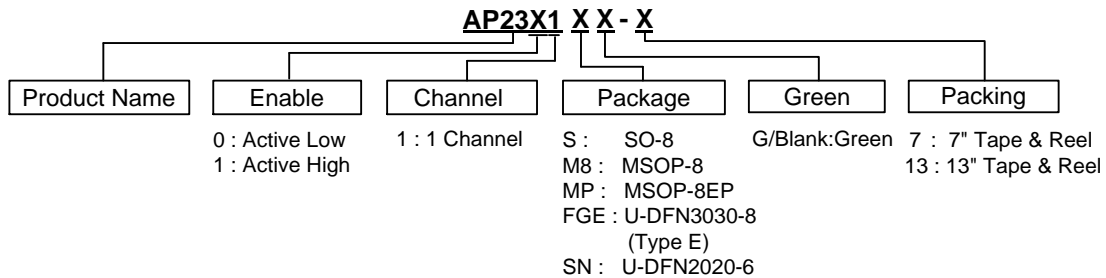 AP23X1 X X - X
Product Name Enable Channel Package Green Packing
0 : Active Low 1 : 1 Channel S : SO-8 G/Blank:Green 7 : 7" Tape & Reel
1 : Active High M8 : MSOP-8 13 : 13" Tape & Reel
MP : MSOP-8EP
FGE : U-DFN3030-8
(Type E)
SN : U-DFN2020-6